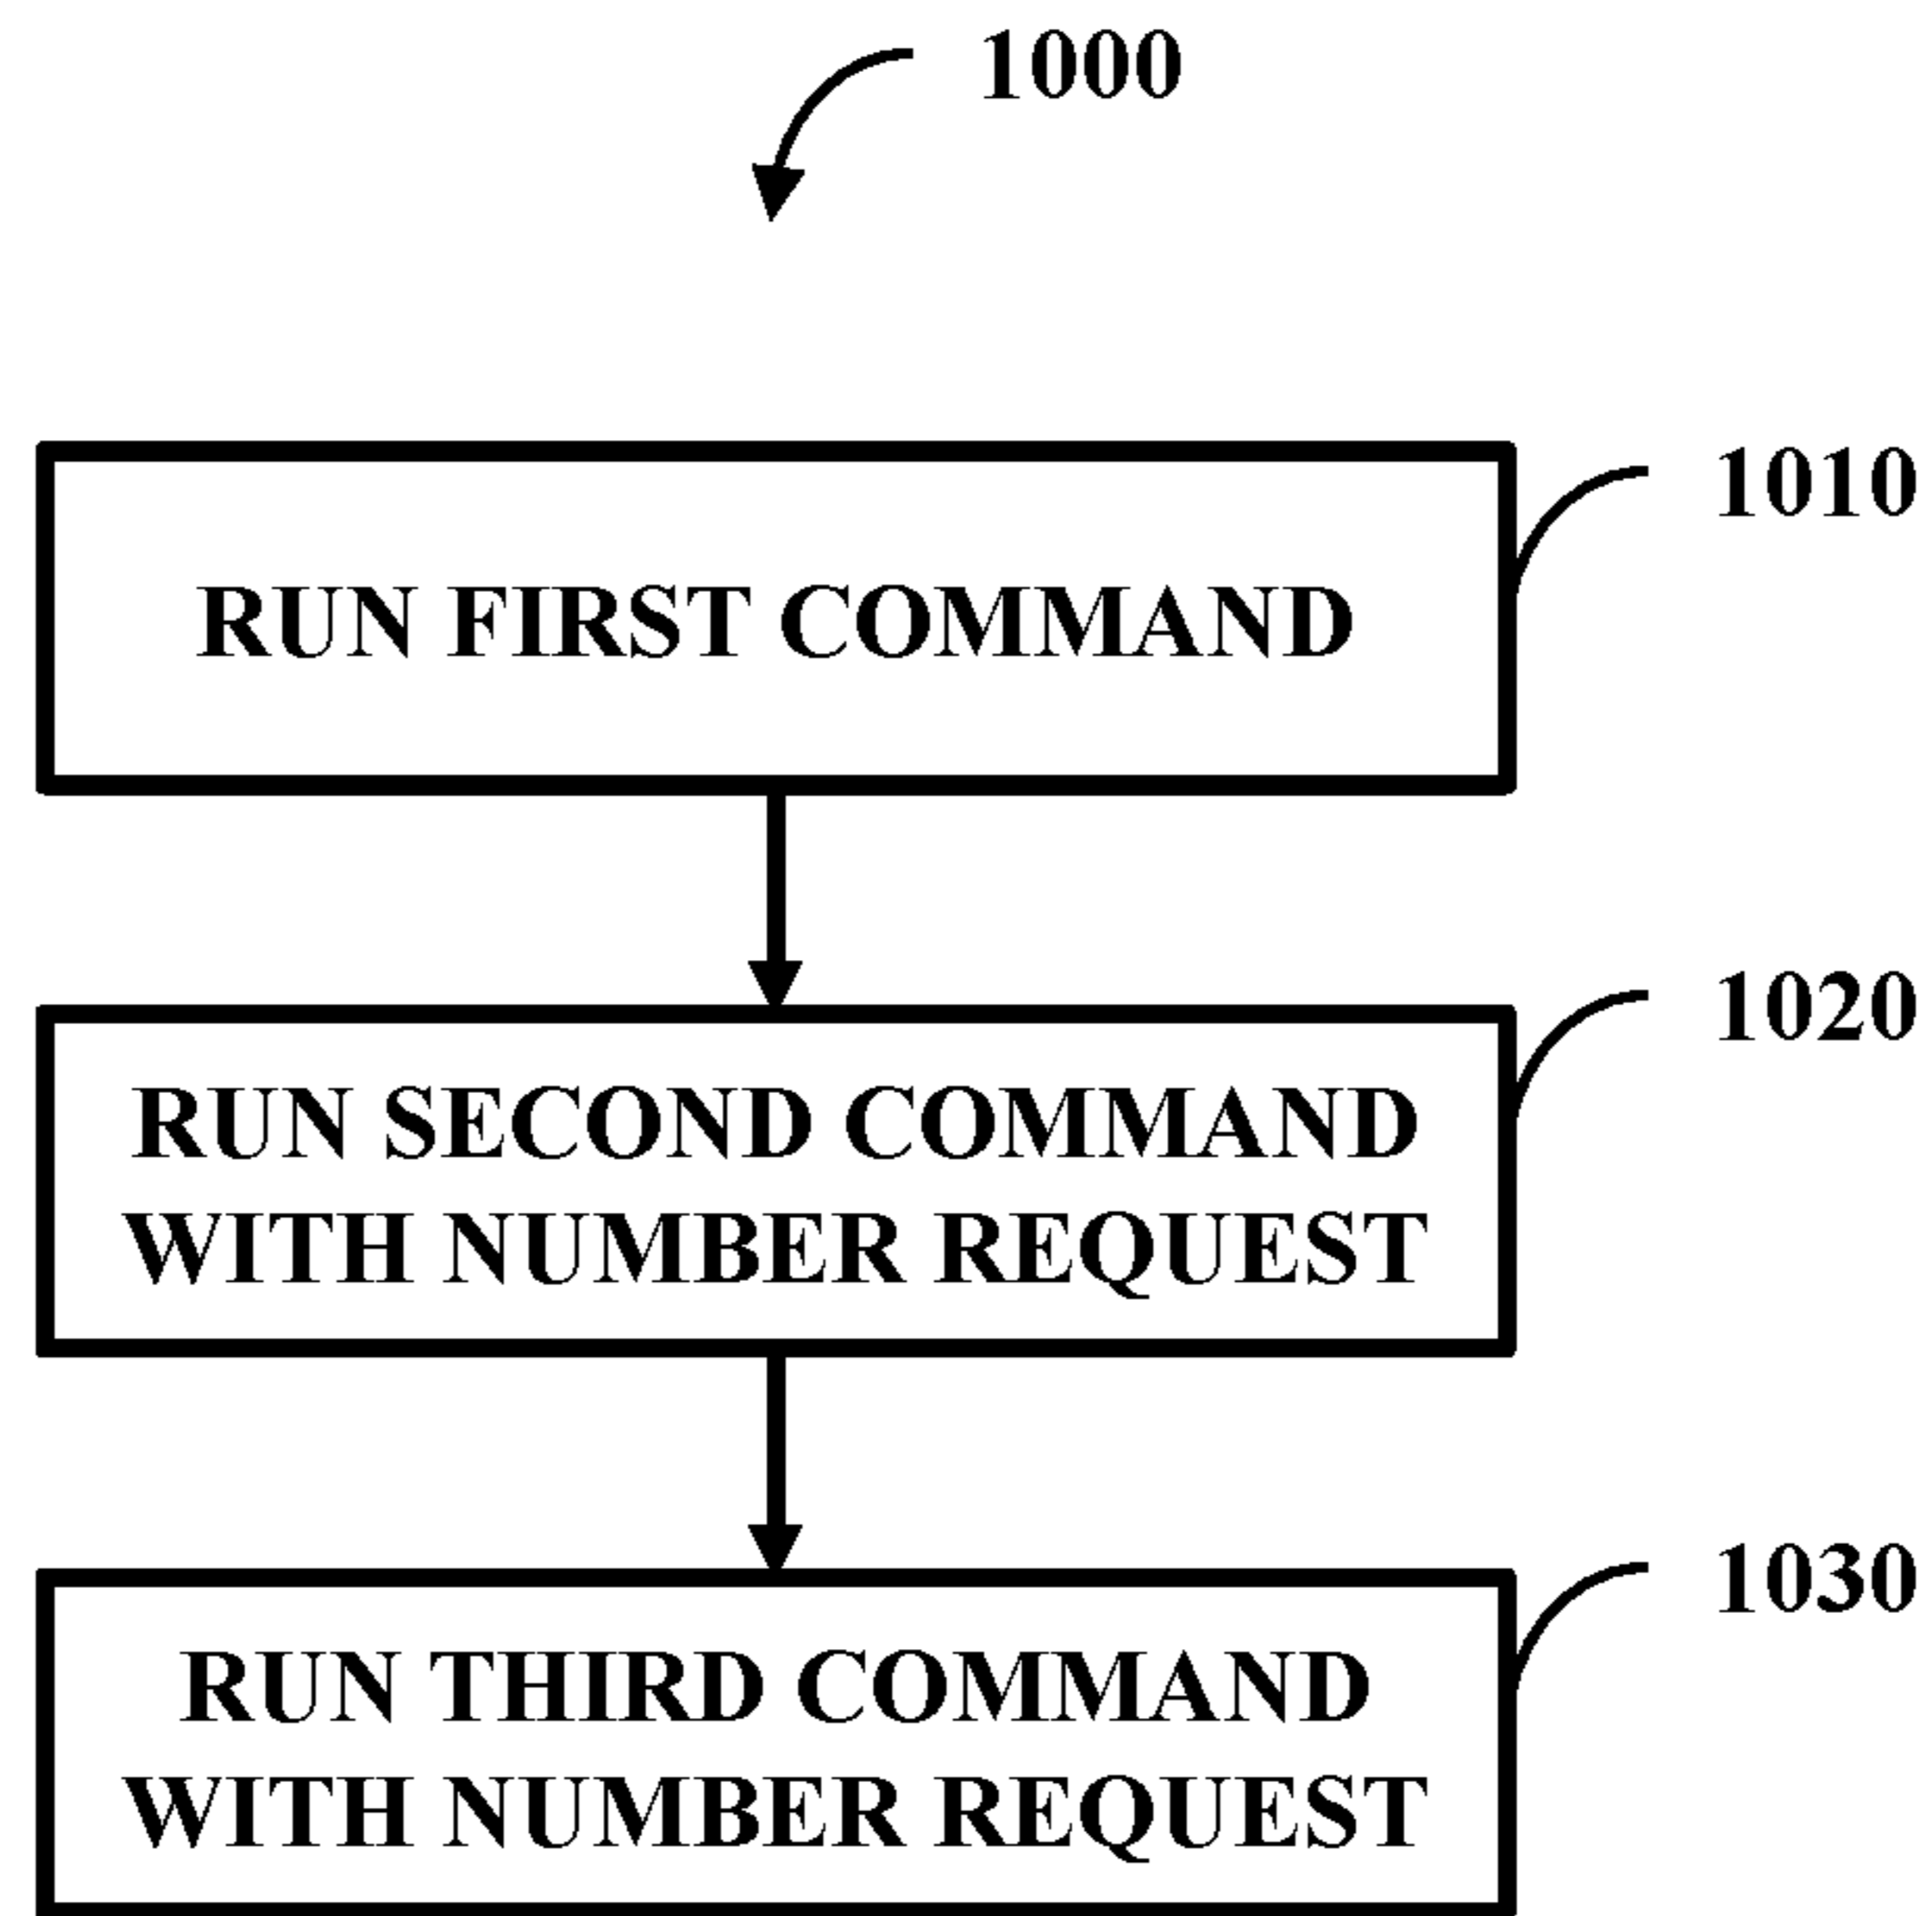 1000
1010
RUN FIRST COMMAND
1020
RUN SECOND COMMAND
WITH NUMBER REQUEST
1030
RUN THIRD COMMAND
WITH NUMBER REQUEST